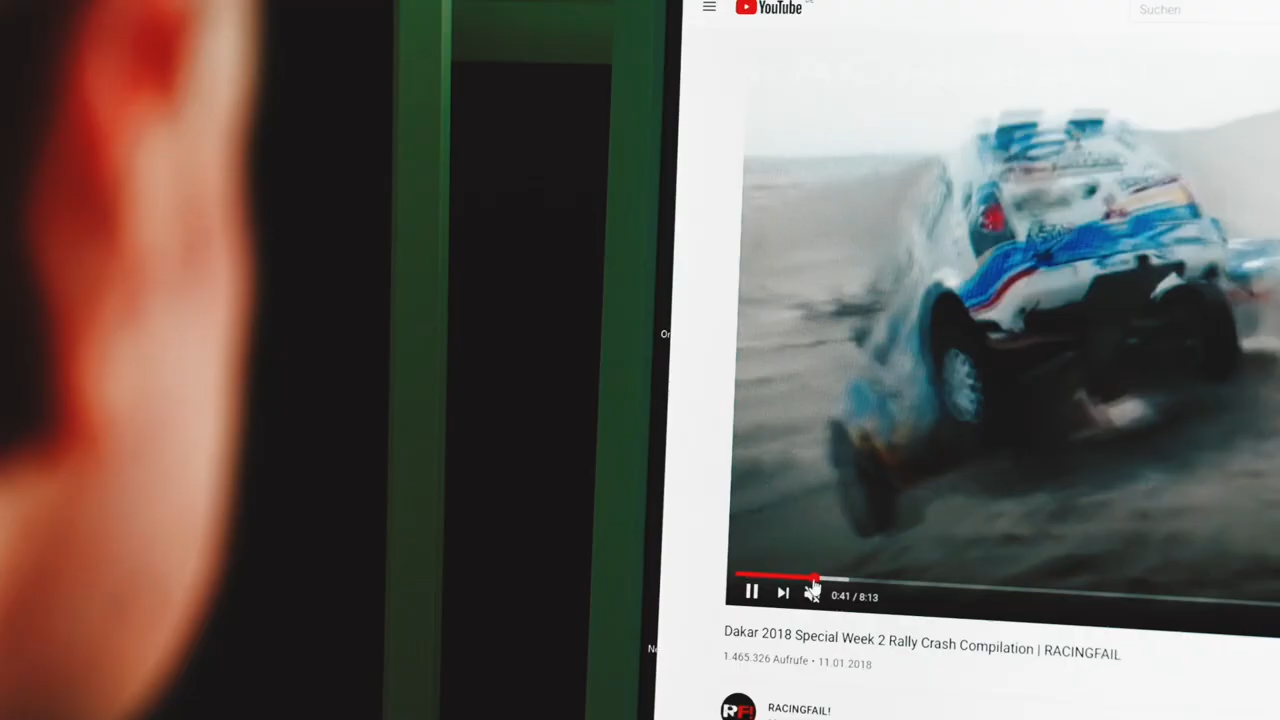 YouTube
Suchen
0:41 / 8:13
Dakar 2018 Special Week 2 Rally Crash Compilation | RACINGFAIL
1.465.326 Aufrufe • 11.01.2018
RF!
RACINGFAIL!